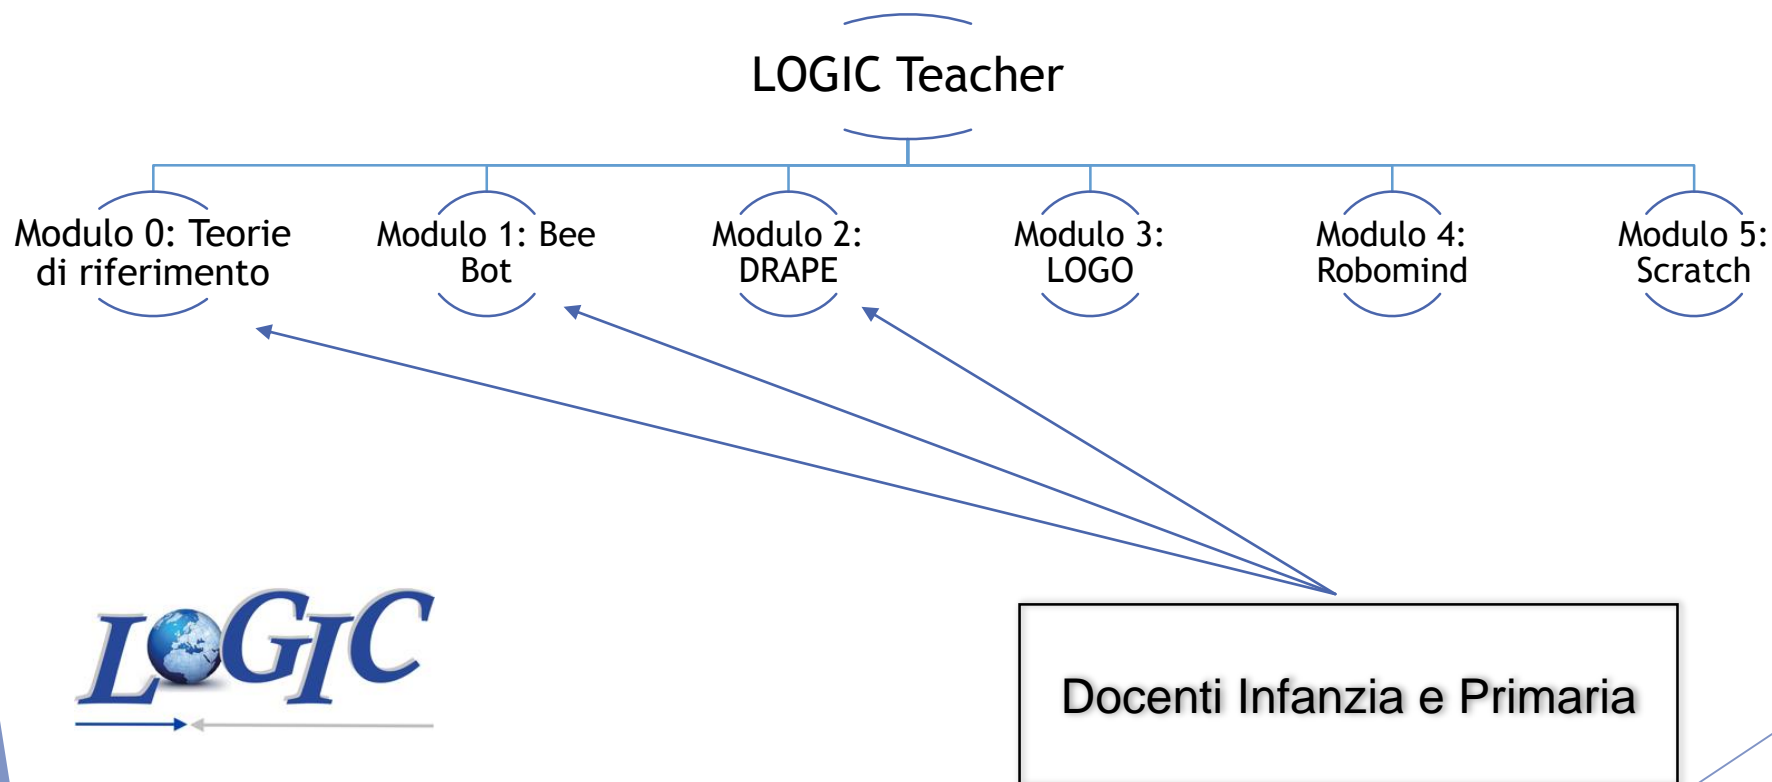 LOGIC Teacher
Modulo 0: Teorie
di riferimento
Modulo 1: Bee
Bot
Modulo 2:
DRAPE
Modulo 3:
LOGO
Modulo 4:
Robomind
Modulo 5:
Scratch
LOGIC
Docenti Infanzia e Primaria